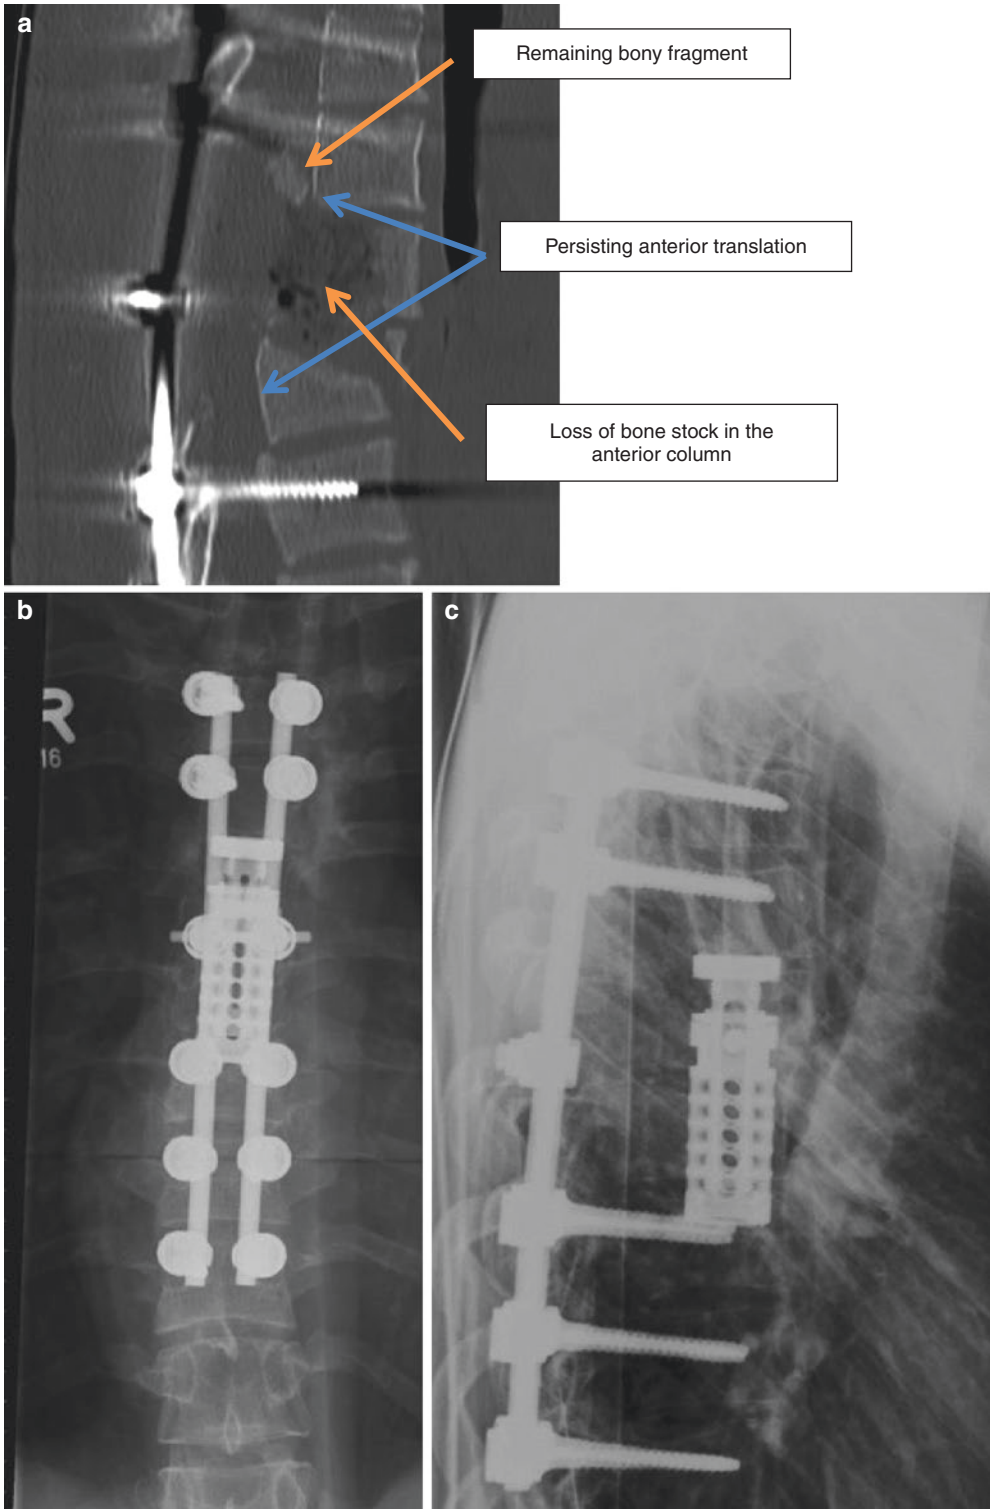 a
Remaining bony fragment
Persisting anterior translation
Loss of bone stock in the
anterior column
b
R
16
c